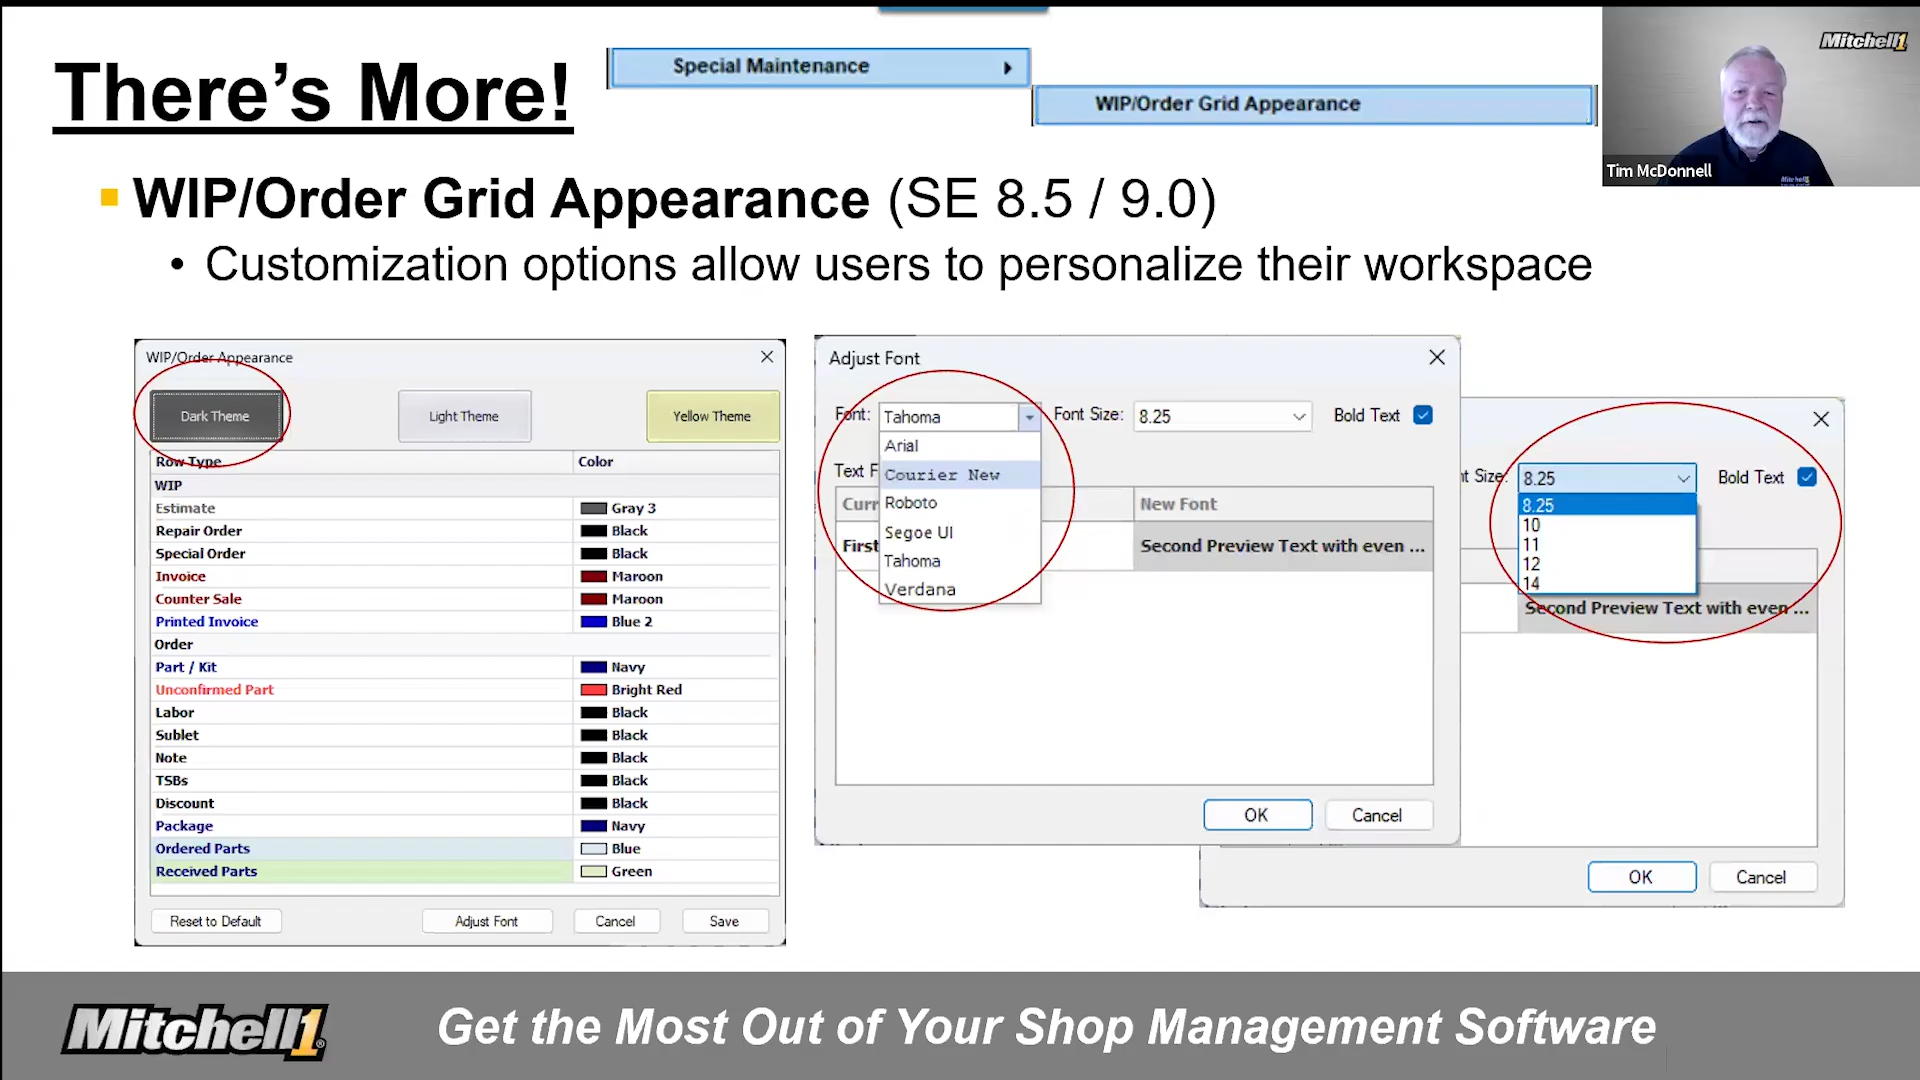 There's More!
Special Maintenance
WIP/Order Grid Appearance
Mitchell1
Tim McDonnell
WIP/Order Grid Appearance (SE 8.5 / 9.0)
• Customization options allow users to personalize their workspace
WIP/Order Appearance
Dark Theme
Light Theme
Yellow Theme
Row Type Color
WIP
Estimate Gray 3
Repair Order Black
Special Order Black
Invoice Maroon
Counter Sale Maroon
Printed Invoice Blue 2
Order
Part / Kit Navy
Unconfirmed Part Bright Red
Labor Black
Sublet Black
Note Black
TSBs Black
Discount Black
Package Navy
Ordered Parts Blue
Received Parts Green
Reset to Default
Adjust Font
Cancel
Save
Adjust Font
Font: Tahoma Font Size: 8.25 Bold Text
Arial
Courier New
Roboto
Segoe UI
Tahoma
Verdana
Text F
Curr New Font
First Second Preview Text with even ...
OK
Cancel
nt Size: 8.25 Bold Text
8.25
10
11
12
14
Second Preview Text with even ...
OK
Cancel
Mitchell1
Get the Most Out of Your Shop Management Software